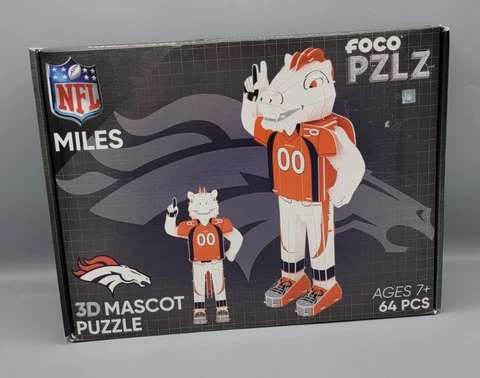 NFL
MILES
FOCO
PZLZ
00
00
3D MASCOT
PUZZLE
AGES 7+
64 PCS